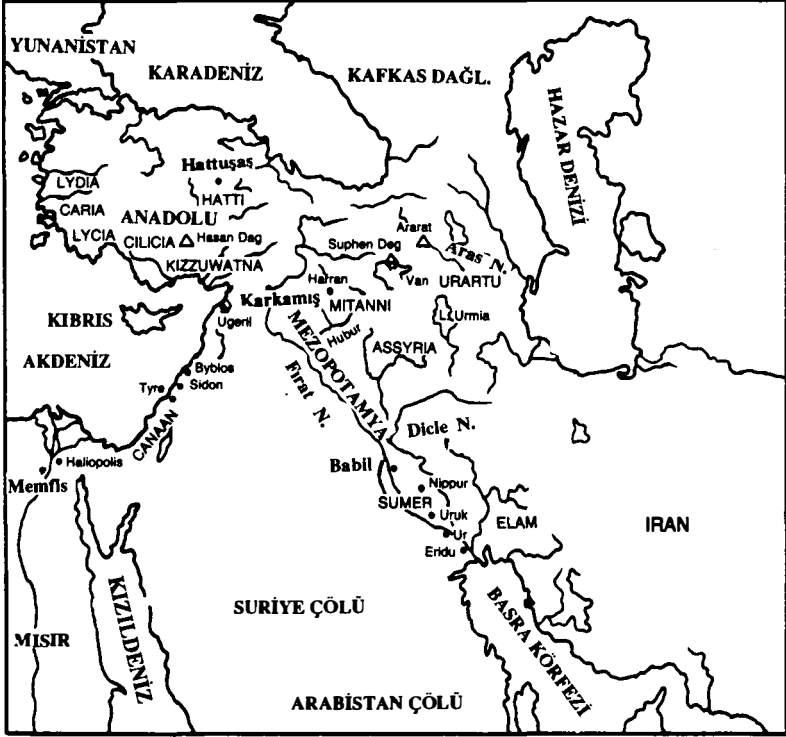 YUNANİSTAN
KARADENİZ
KAFKAS DAĞL.
HAZAR DENİZİ
Hattuşaş
LYDIA
HATTI
CARIA
ANADOLU
LYCIA
CILICIA
Hasan Dag
Suphen Deg
Ararat
Aras N.
KIZZUWATNA
Harran
Van
URARTU
Karkamış
MITANNI
KIBRIS
Ugeril
L. Urmia
Hubur
MEZOPOTAMYA
ASSYRIA
AKDENİZ
Byblos
Fırat N.
Tyre
Sidon
CANAAN
Dicle N.
Haliopolis
Babil
Memfis
Nippur
SUMER
Uruk
ELAM
IRAN
Ur
Eridu
KIZILDENİZ
SURİYE ÇÖLÜ
BASRA KÖRFEZİ
MISIR
ARABİSTAN ÇÖLÜ